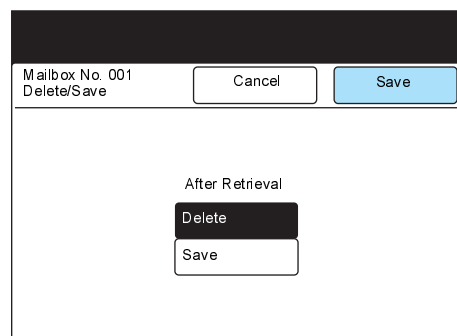 Mailbox No. 001
Delete/Save
Cancel
Save
After Retrieval
Delete
Save